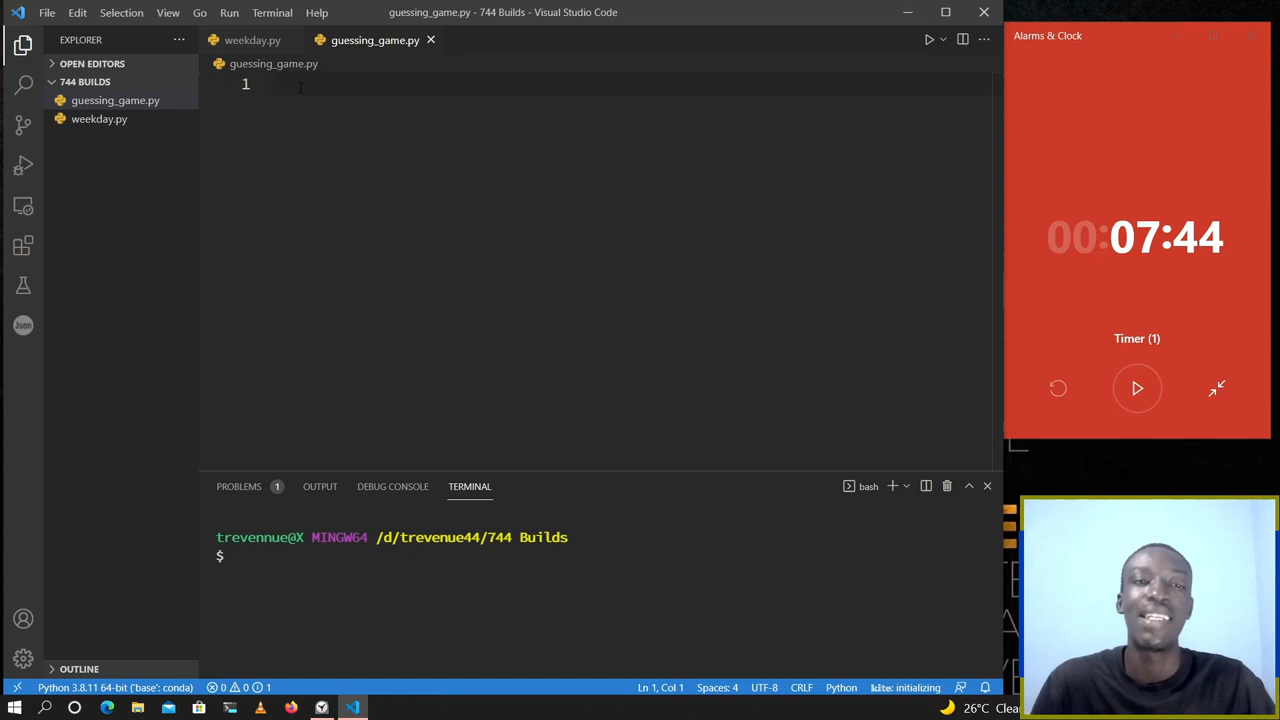 File Edit Selection View Go Run Terminal Help
guessing_game.py - 744 Builds - Visual Studio Code
EXPLORER
OPEN EDITORS
744 BUILDS
guessing_game.py
weekday.py
OUTLINE
weekday.py guessing_game.py
guessing_game.py
1
PROBLEMS 1 OUTPUT DEBUG CONSOLE TERMINAL
bash
trevennue@X MINGW64 /d/trevenue44/744 Builds
$
Json
Python 3.8.11 64-bit ('base': conda) 0 0 1
Ln 1, Col 1 Spaces: 4 UTF-8 CRLF Python kite: initializing
26°C Clear
Alarms & Clock
00:07:44
Timer (1)